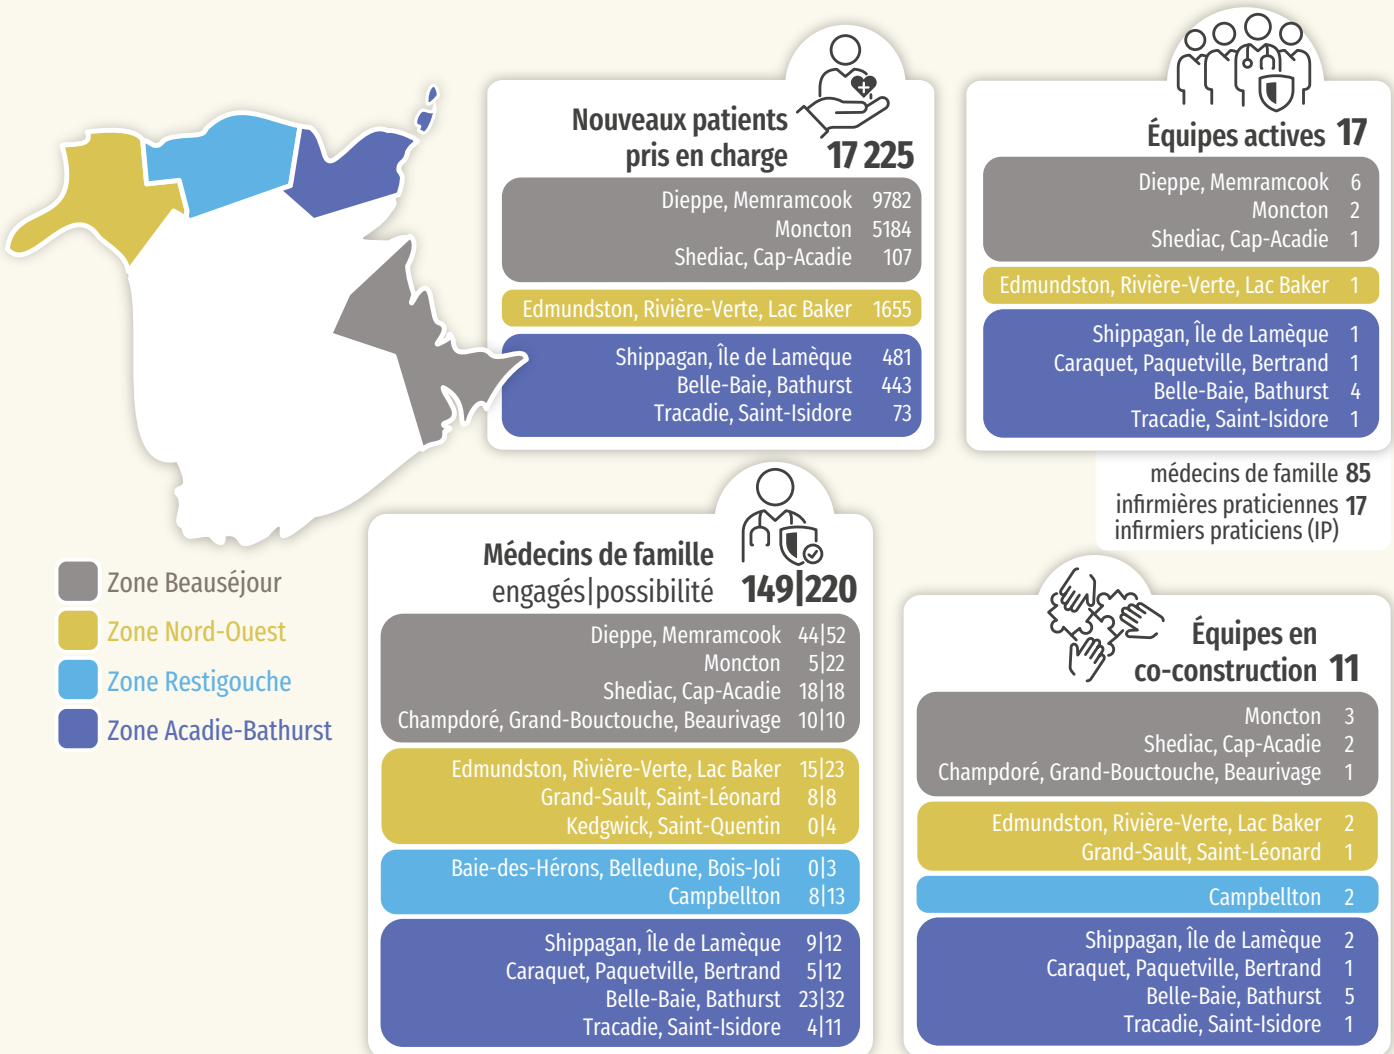 Nouveaux patients
pris en charge 17 225
Dieppe, Memramcook 9782
Moncton 5184
Shediac, Cap-Acadie 107
Edmundston, Rivière-Verte, Lac Baker 1655
Shippagan, Île de Lamèque 481
Belle-Baie, Bathurst 443
Tracadie, Saint-Isidore 73
Équipes actives 17
Dieppe, Memramcook 6
Moncton 2
Shediac, Cap-Acadie 1
Edmundston, Rivière-Verte, Lac Baker 1
Shippagan, Île de Lamèque 1
Caraquet, Paquetville, Bertrand 1
Belle-Baie, Bathurst 4
Tracadie, Saint-Isidore 1
médecins de famille 85
infirmières praticiennes 17
infirmiers praticiens (IP)
Zone Beauséjour
Zone Nord-Ouest
Zone Restigouche
Zone Acadie-Bathurst
Médecins de famille
engagés|possibilité 149|220
Dieppe, Memramcook 44|52
Moncton 5|22
Shediac, Cap-Acadie 18|18
Champdoré, Grand-Bouctouche, Beaurivage 10|10
Edmundston, Rivière-Verte, Lac Baker 15|23
Grand-Sault, Saint-Léonard 8|8
Kedgwick, Saint-Quentin 0|4
Baie-des-Hérons, Belledune, Bois-Joli 0|3
Campbellton 8|13
Shippagan, Île de Lamèque 9|12
Caraquet, Paquetville, Bertrand 5|12
Belle-Baie, Bathurst 23|32
Tracadie, Saint-Isidore 4|11
Équipes en
co-construction 11
Moncton 3
Shediac, Cap-Acadie 2
Champdoré, Grand-Bouctouche, Beaurivage 1
Edmundston, Rivière-Verte, Lac Baker 2
Grand-Sault, Saint-Léonard 1
Campbellton 2
Shippagan, Île de Lamèque 2
Caraquet, Paquetville, Bertrand 1
Belle-Baie, Bathurst 5
Tracadie, Saint-Isidore 1